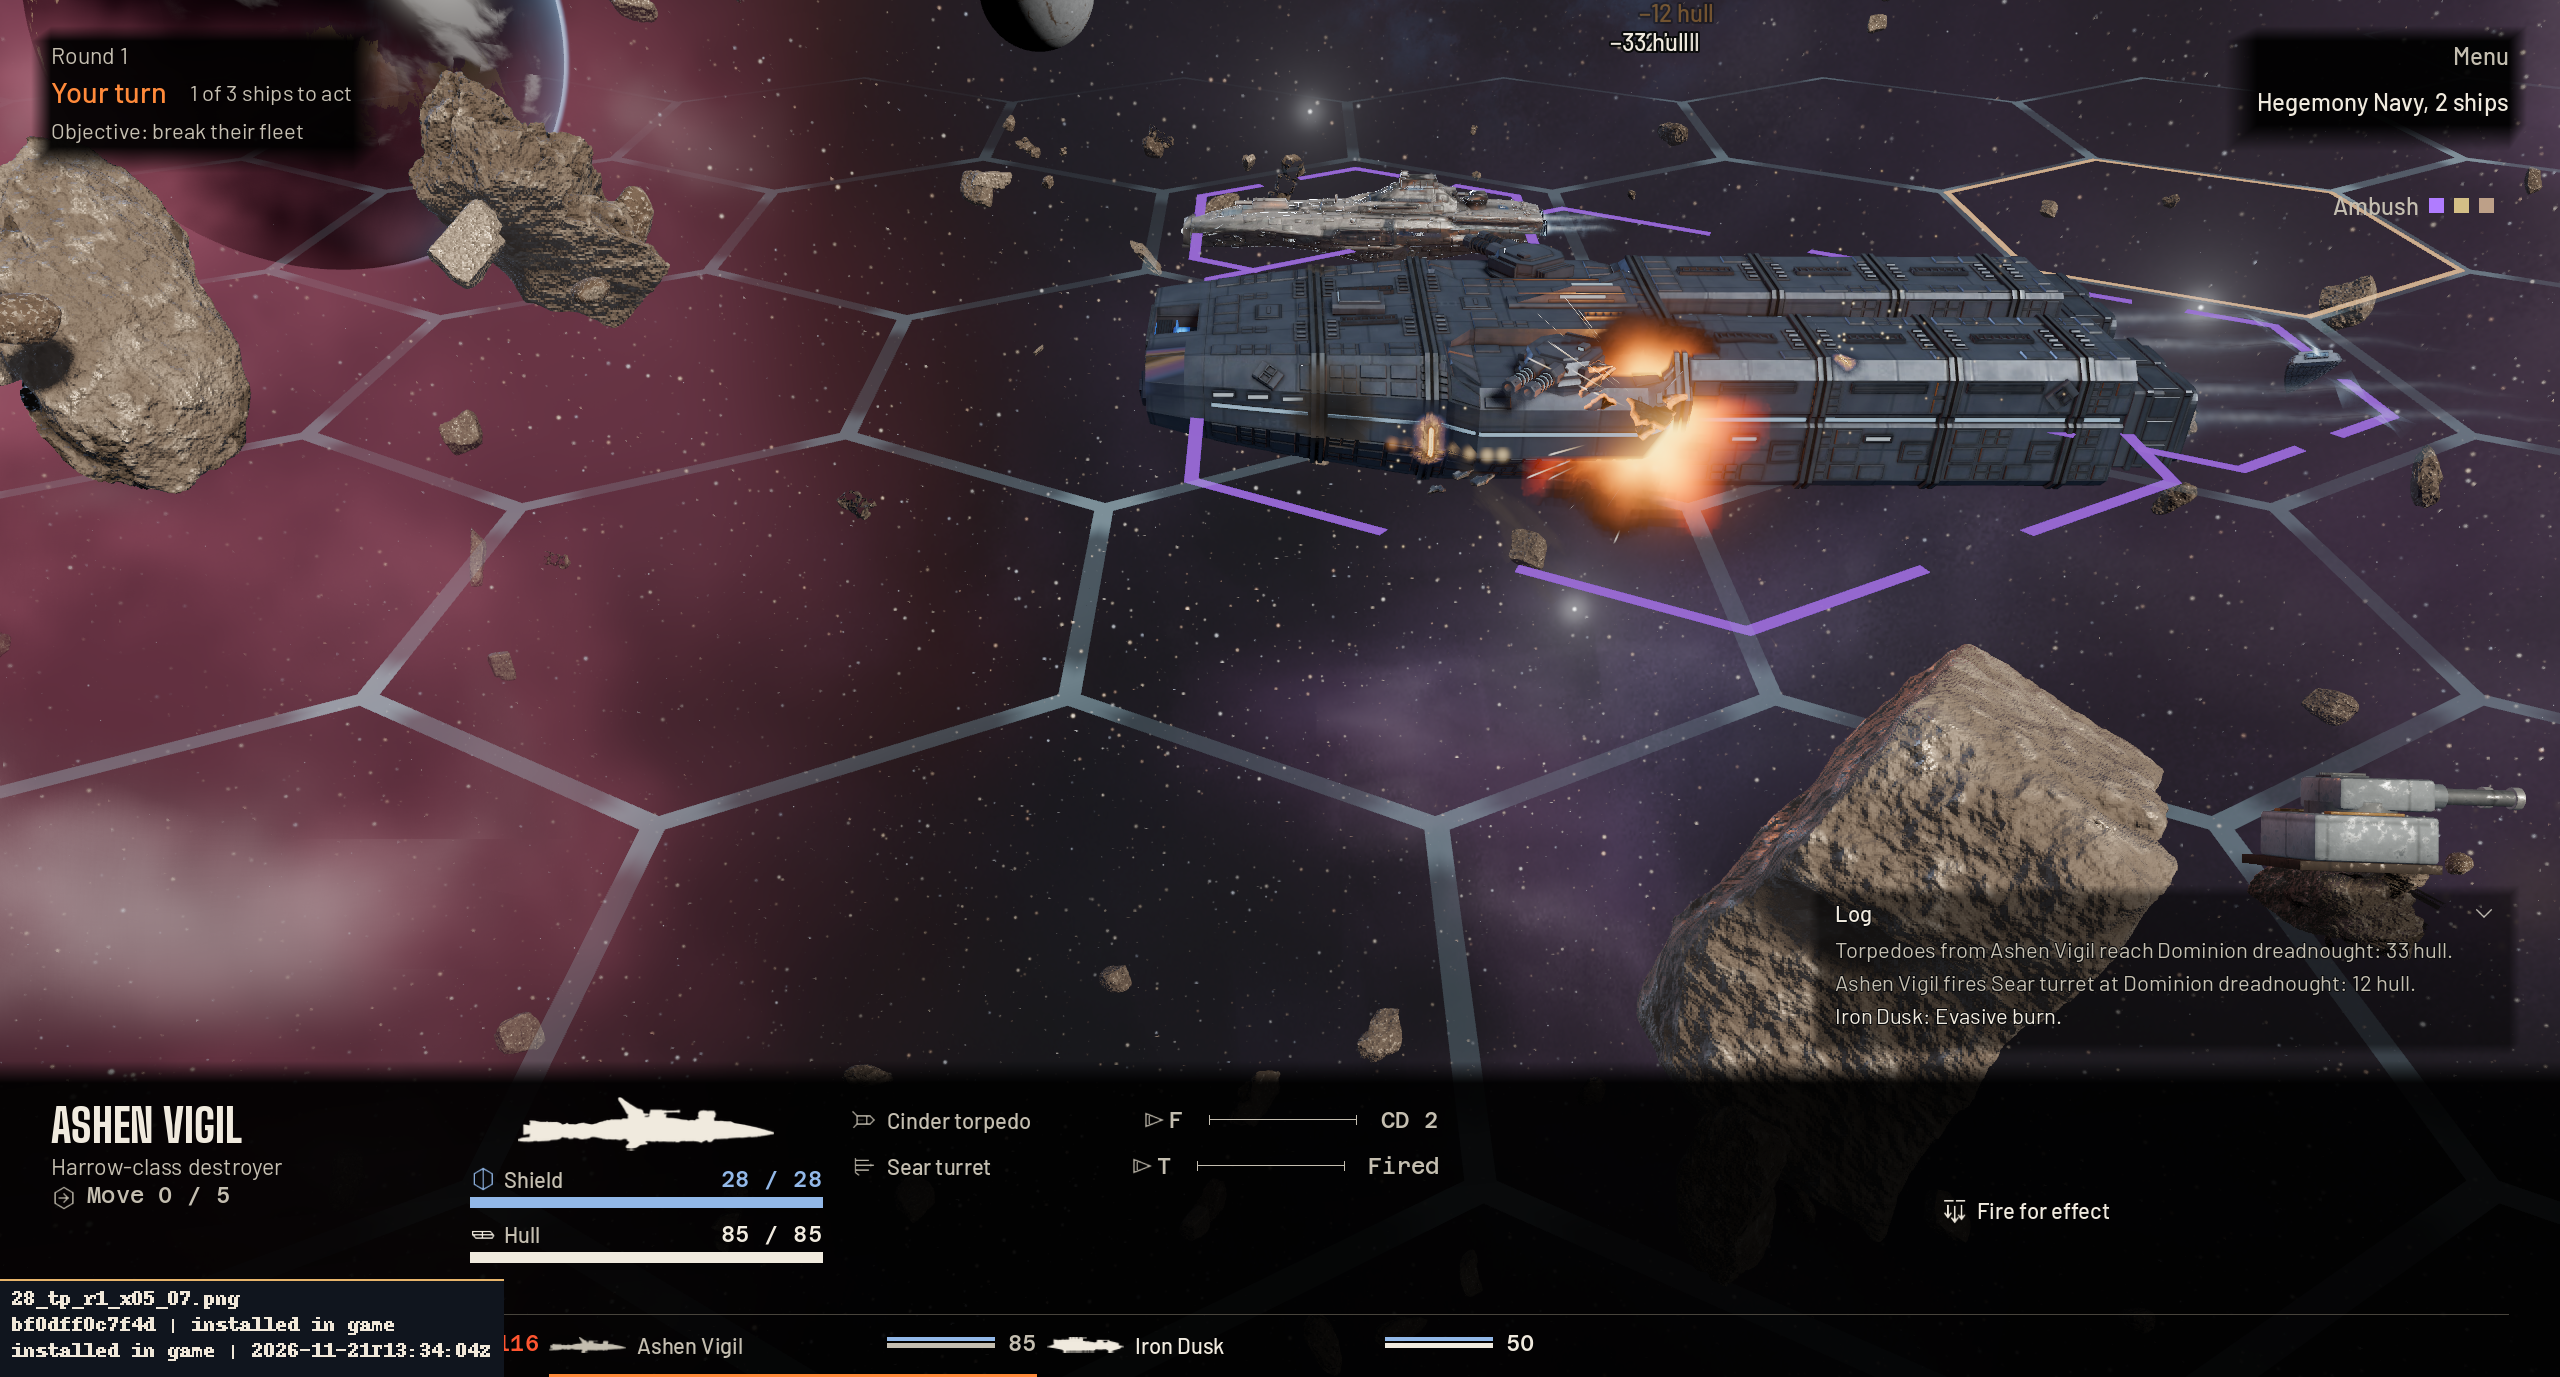 Round 1
Your turn 1 of 3 ships to act
Objective: break their fleet
−12 hull
Menu
Hegemony Navy, 2 ships
Ambush
Log
Torpedoes from Ashen Vigil reach Dominion dreadnought: 33 hull.
Ashen Vigil fires Sear turret at Dominion dreadnought: 12 hull.
Iron Dusk: Evasive burn.
ASHEN VIGIL
Harrow-class destroyer
Move 0 / 5
Shield 28 / 28
Hull 85 / 85
Cinder torpedo F CD 2
Sear turret T Fired
Fire for effect
28_tp_r1_x05_07.png
bf0dff0c7f4d | installed in game
installed in game | 2026-11-21r13:34:04z
116 Ashen Vigil 85 Iron Dusk 50